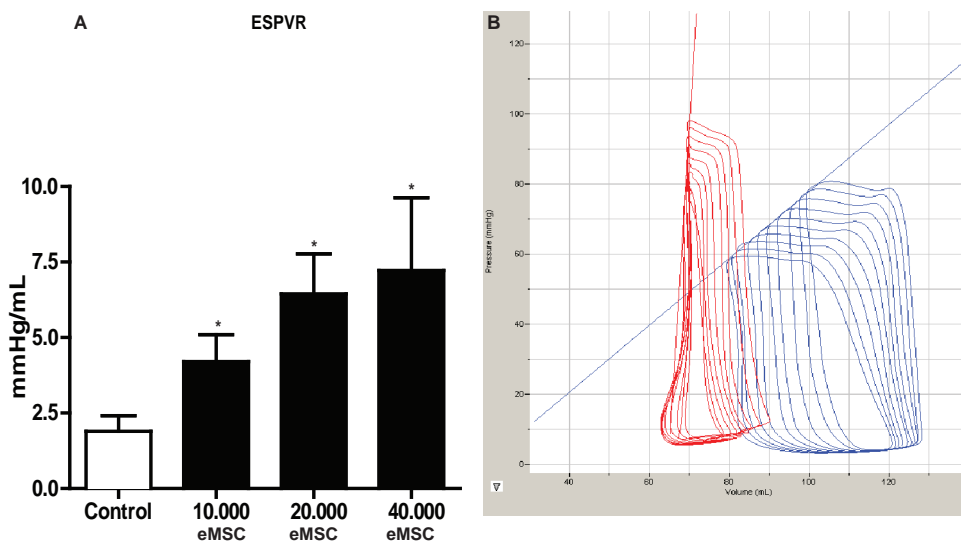 A
ESPVR
mmHg/mL
10.0
7.5
5.0
2.5
0.0
*
*
*
Control
10.000
eMSC
20.000
eMSC
40.000
eMSC
B
Pressure (mmHg)
120
100
80
60
40
20
0
40
60
80
100
120
Volume (mL)